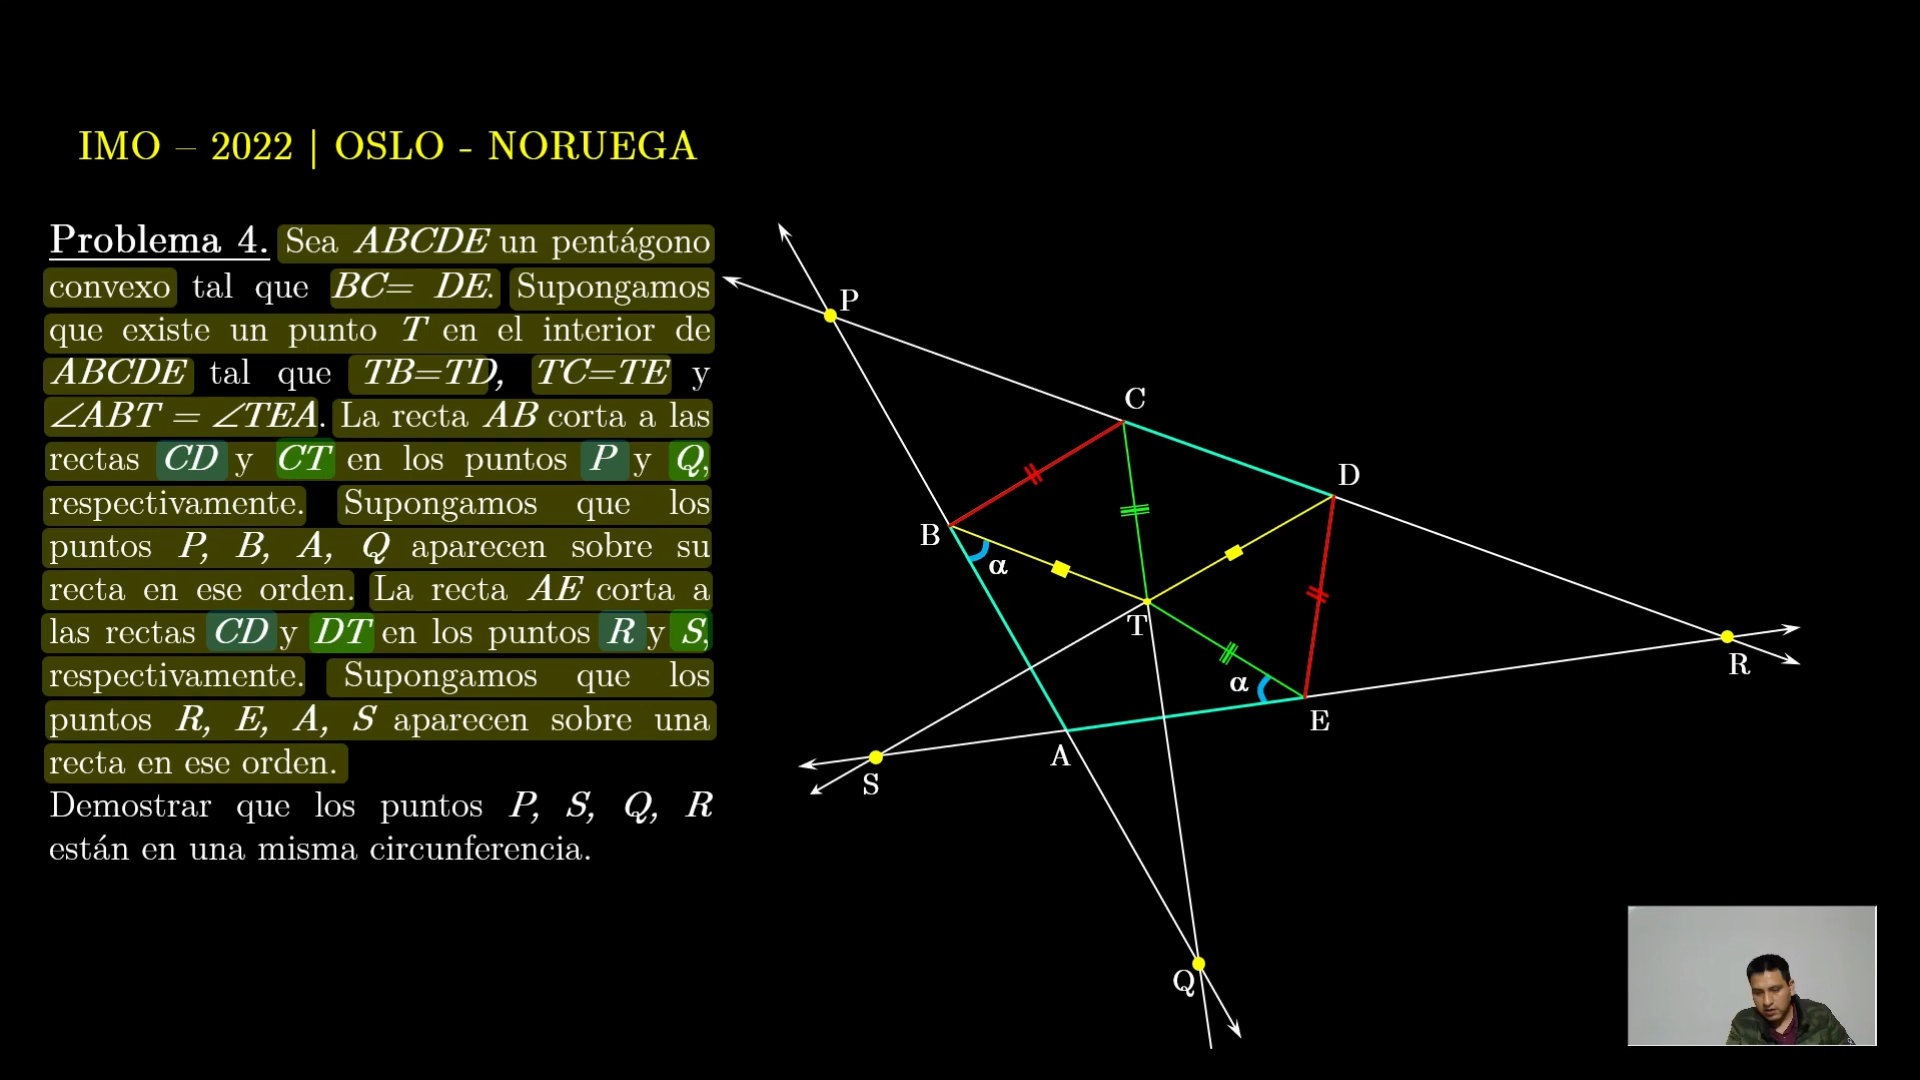 IMO – 2022 | OSLO - NORUEGA
Problema 4. Sea ABCDE un pentágono
convexo tal que BC= DE. Supongamos
que existe un punto T en el interior de
ABCDE tal que TB=TD, TC=TE y
∠ABT = ∠TEA. La recta AB corta a las
rectas CD y CT en los puntos P y Q,
respectivamente. Supongamos que los
puntos P, B, A, Q aparecen sobre su
recta en ese orden. La recta AE corta a
las rectas CD y DT en los puntos R y S,
respectivamente. Supongamos que los
puntos R, E, A, S aparecen sobre una
recta en ese orden.
Demostrar que los puntos P, S, Q, R
están en una misma circunferencia.
P
C
D
B
α
T
R
α
E
A
S
Q